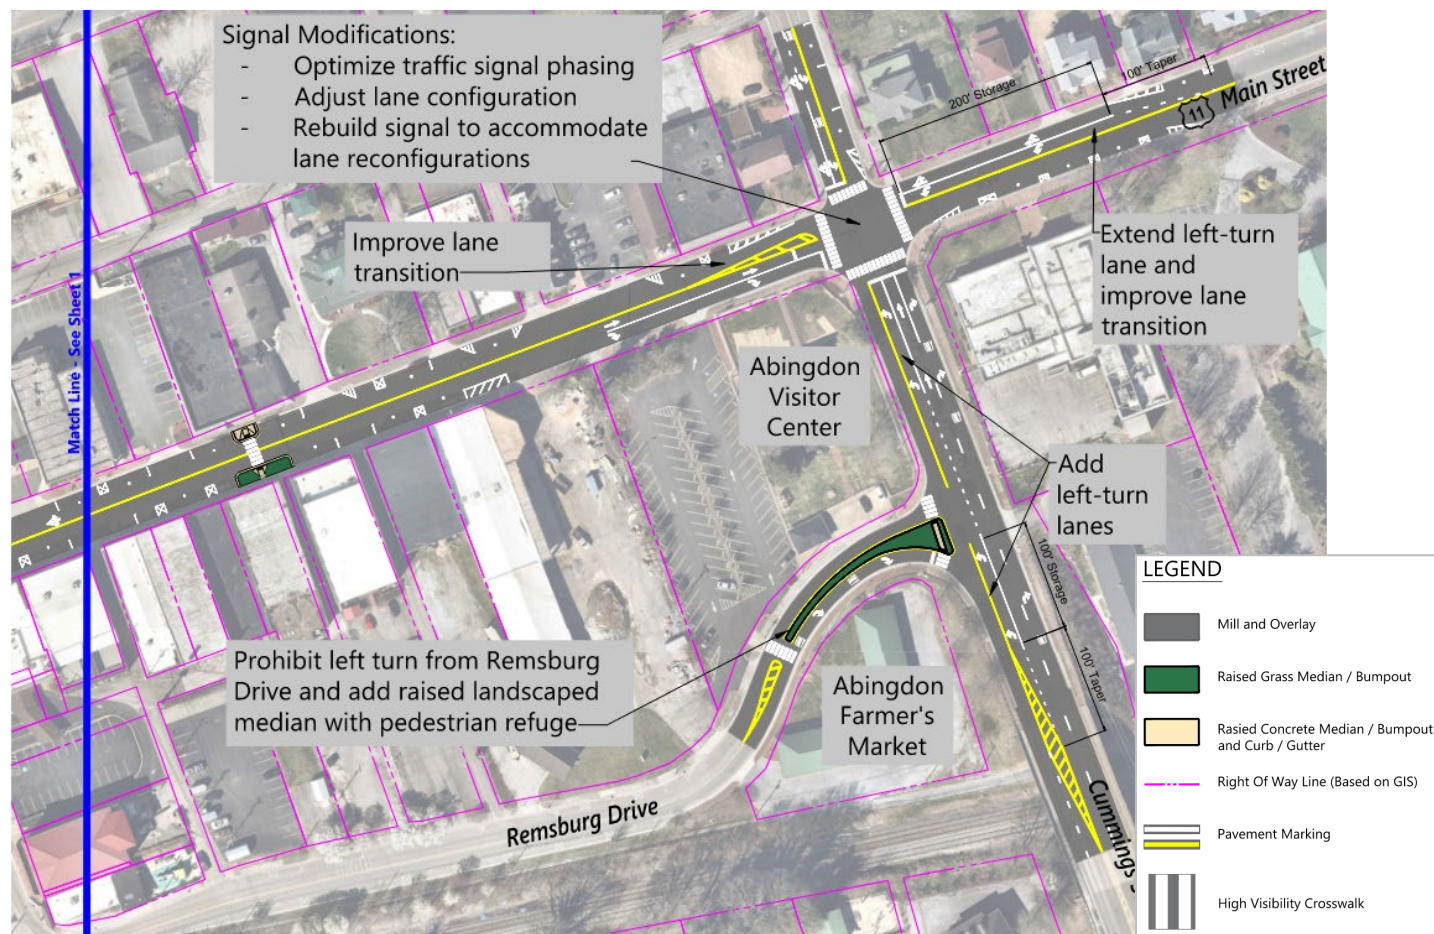 Signal Modifications:
- Optimize traffic signal phasing
- Adjust lane configuration
- Rebuild signal to accommodate
lane reconfigurations
200' Storage
100' Taper
Main Street
11
Improve lane
transition
Extend left-turn
lane and
improve lane
transition
Match Line - See Sheet 1
Abingdon
Visitor
Center
Add
left-turn
lanes
100' Storage
100' Taper
Prohibit left turn from Remsburg
Drive and add raised landscaped
median with pedestrian refuge
Abingdon
Farmer's
Market
Remsburg Drive
Cummings
LEGEND
Mill and Overlay
Raised Grass Median / Bumpout
Rasied Concrete Median / Bumpout
and Curb / Gutter
Right Of Way Line (Based on GIS)
Pavement Marking
High Visibility Crosswalk